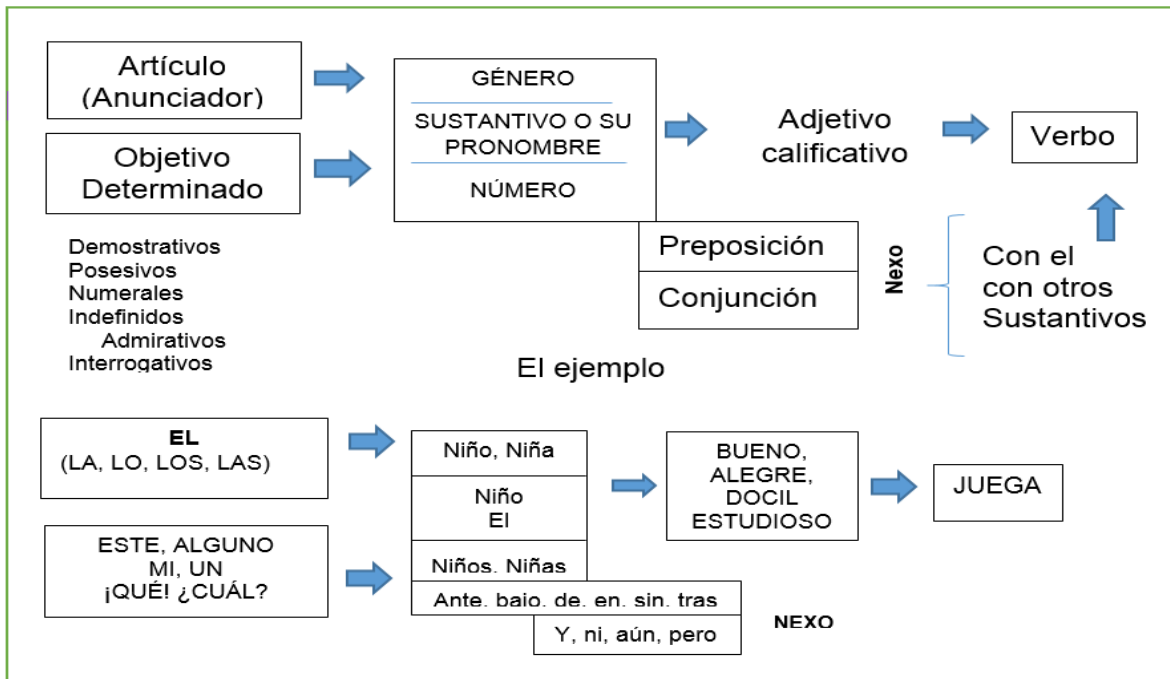 Artículo
(Anunciador)
Objetivo
Determinado
Demostrativos
Posesivos
Numerales
Indefinidos
Admirativos
Interrogativos
GÉNERO
SUSTANTIVO O SU
PRONOMBRE
NÚMERO
Adjetivo
calificativo
Verbo
Preposición
Conjunción
Nexo
Con el
con otros
Sustantivos
El ejemplo
EL
(LA, LO, LOS, LAS)
ESTE, ALGUNO
MI, UN
¡QUÉ! ¿CUÁL?
Niño, Niña
Niño
El
Niños. Niñas
Ante. bajo. de. en. sin. tras
Y, ni, aún, pero
NEXO
BUENO,
ALEGRE,
DOCIL
ESTUDIOSO
JUEGA